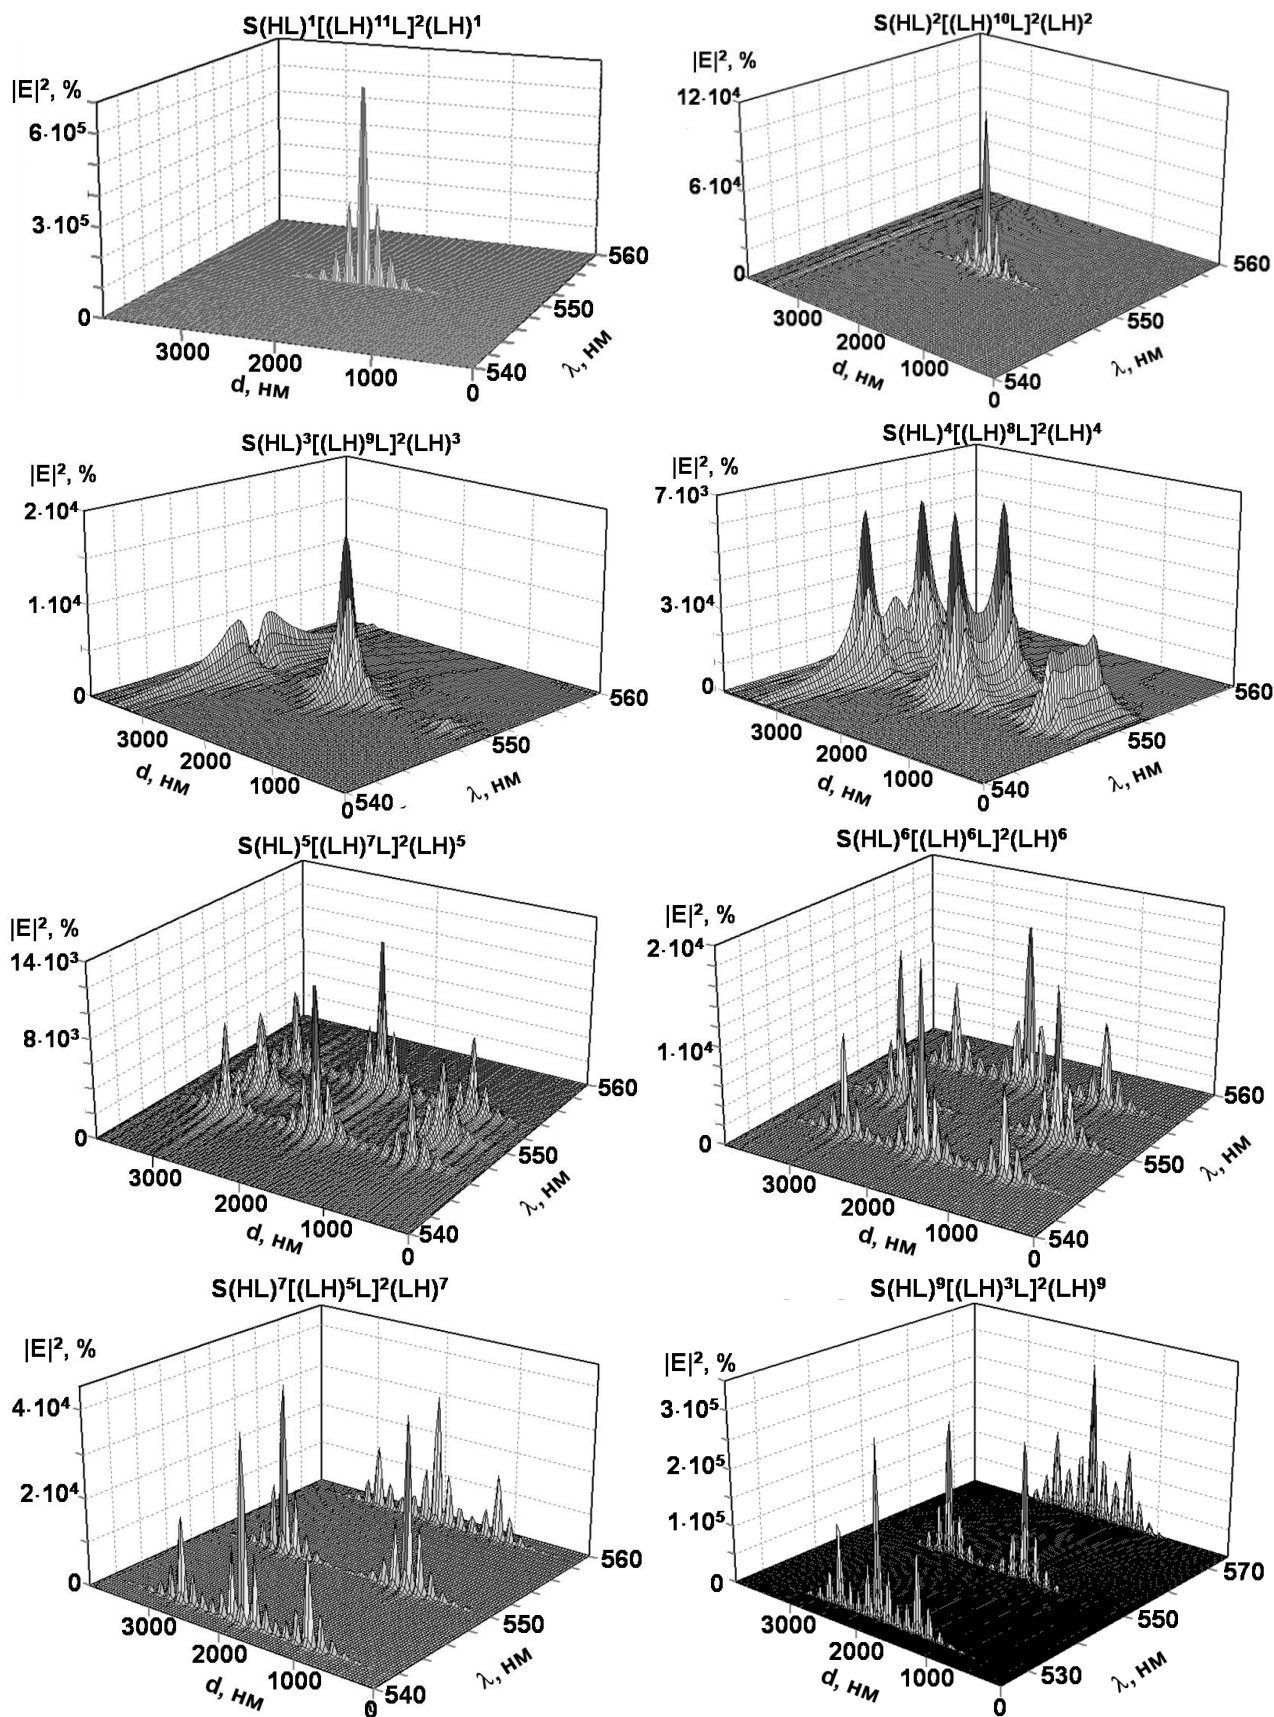 S(HL)¹[(LH)¹¹L]²(LH)¹
|E|², %
6·10⁵
3·10⁵
0
3000
2000
1000
0
d, нм
540
550
560
λ, нм
S(HL)²[(LH)¹⁰L]²(LH)²
|E|², %
12·10⁴
6·10⁴
0
3000
2000
1000
0
d, нм
540
550
560
λ, нм
S(HL)³[(LH)⁹L]²(LH)³
|E|², %
2·10⁴
1·10⁴
0
3000
2000
1000
0
d, нм
540
550
560
λ, нм
S(HL)⁴[(LH)⁸L]²(LH)⁴
|E|², %
7·10³
3·10⁴
0
3000
2000
1000
0
d, нм
540
550
560
λ, нм
S(HL)⁵[(LH)⁷L]²(LH)⁵
|E|², %
14·10³
8·10³
0
3000
2000
1000
0
d, нм
540
550
560
λ, нм
S(HL)⁶[(LH)⁶L]²(LH)⁶
|E|², %
2·10⁴
1·10⁴
0
3000
2000
1000
0
d, нм
540
550
560
λ, нм
S(HL)⁷[(LH)⁵L]²(LH)⁷
|E|², %
4·10⁴
2·10⁴
0
3000
2000
1000
0
d, нм
540
550
560
λ, нм
S(HL)⁹[(LH)³L]²(LH)⁹
|E|², %
3·10⁵
2·10⁵
1·10⁵
0
3000
2000
1000
0
d, нм
530
550
570
λ, нм